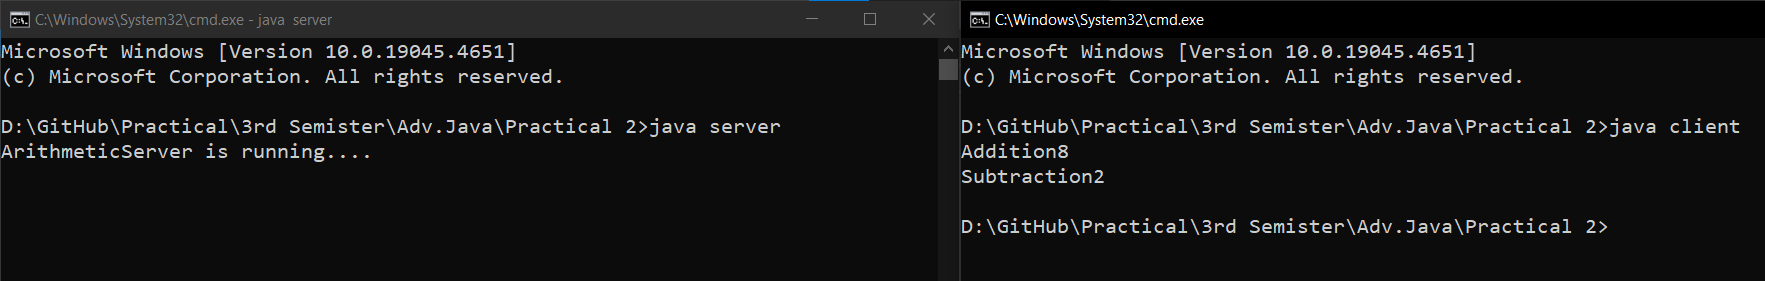 C:\Windows\System32\cmd.exe - java  server
Microsoft Windows [Version 10.0.19045.4651]
(c) Microsoft Corporation. All rights reserved.
D:\GitHub\Practical\3rd Semister\Adv.Java\Practical 2>java server
ArithmeticServer is running....
C:\Windows\System32\cmd.exe
Microsoft Windows [Version 10.0.19045.4651]
(c) Microsoft Corporation. All rights reserved.
D:\GitHub\Practical\3rd Semister\Adv.Java\Practical 2>java client
Addition8
Subtraction2
D:\GitHub\Practical\3rd Semister\Adv.Java\Practical 2>